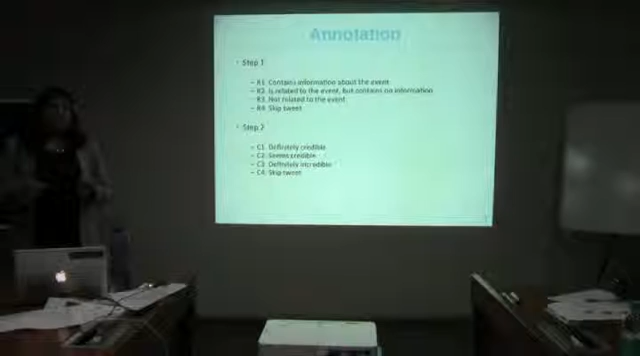 Annotation
Step 1
– R1. Contains information about the event
– R2. Is related to the event, but contains no information
– R3. Not related to the event
– R4. Skip tweet
Step 2
– C1. Definitely credible
– C2. Seems credible
– C3. Definitely incredible
– C4. Skip tweet